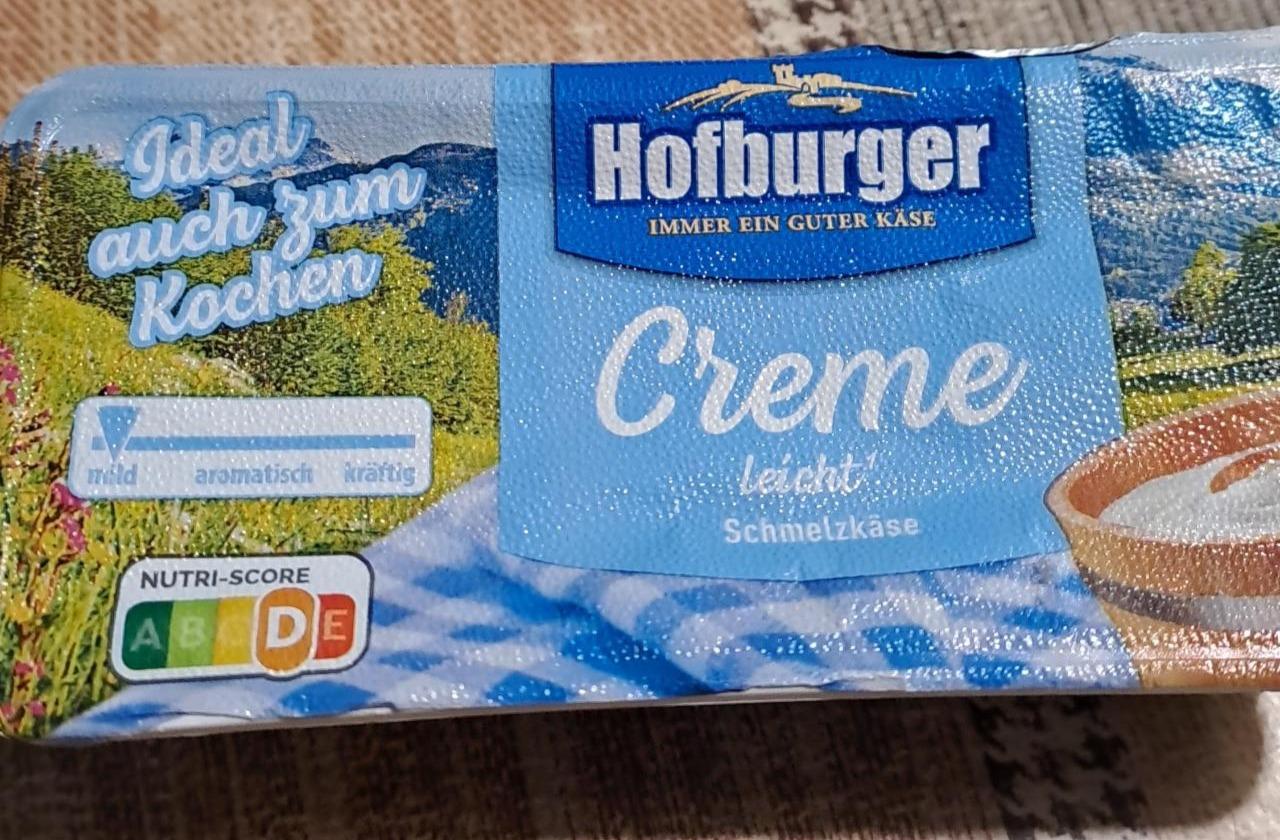 Ideal
auch zum
Kochen
Hofburger
IMMER EIN GUTER KÄSE
Creme
leicht¹
Schmelzkäse
mild aromatisch kräftig
NUTRI-SCORE
A B C D E